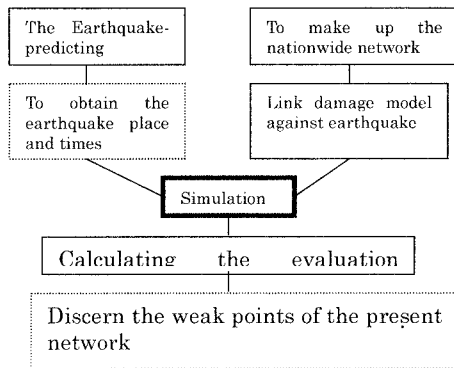 The Earthquake-
predicting
To make up the
nationwide network
To obtain the
earthquake place
and times
Link damage model
against earthquake
Simulation
Calculating the evaluation
Discern the weak points of the present
network